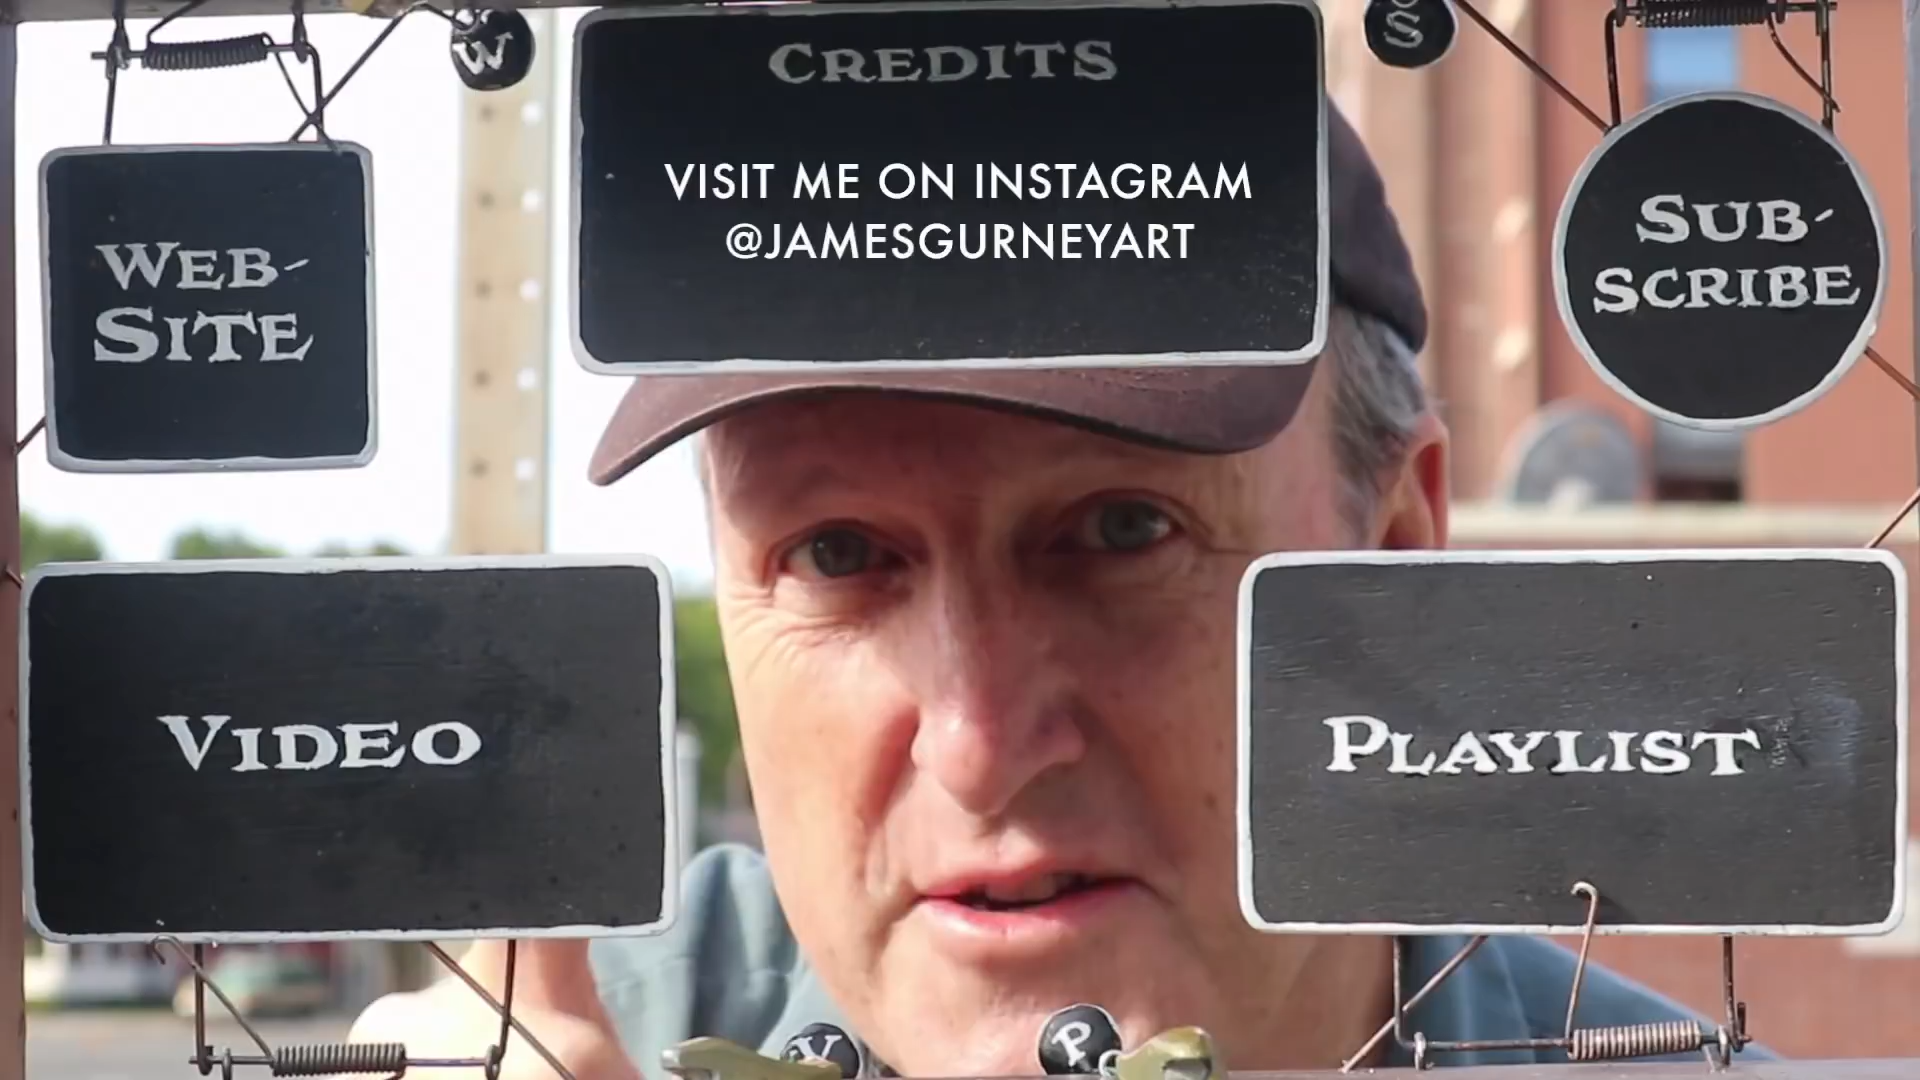 W
CREDITS
S
VISIT ME ON INSTAGRAM
@JAMESGURNEYART
WEB-
SITE
SUB-
SCRIBE
VIDEO
PLAYLIST
V
P